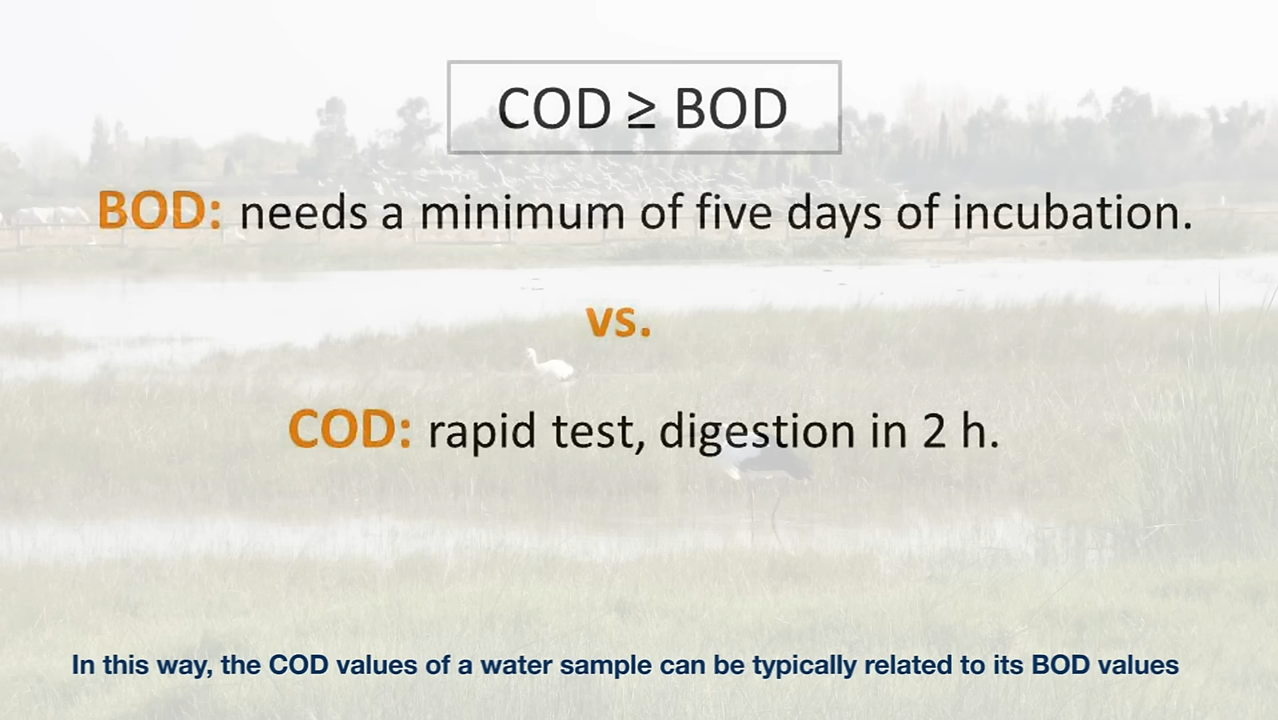 COD ≥ BOD
BOD: needs a minimum of five days of incubation.
vs.
COD: rapid test, digestion in 2 h.
In this way, the COD values of a water sample can be typically related to its BOD values